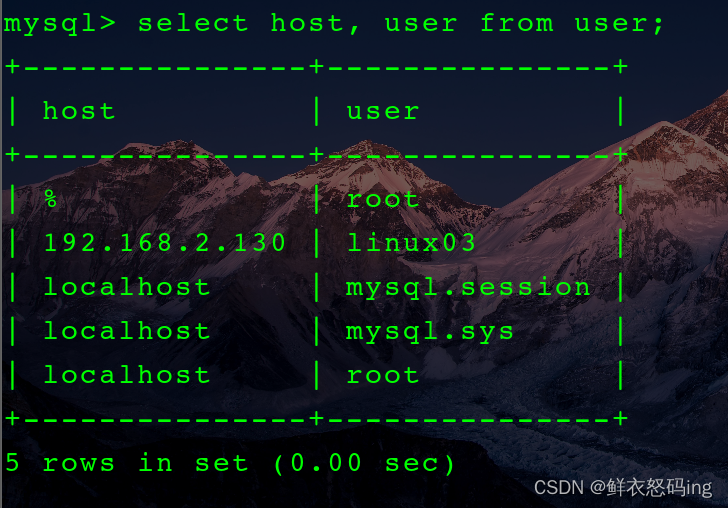 mysql> select host, user from user;
+---------------+---------------+
| host          | user          |
+---------------+---------------+
| %             | root          |
| 192.168.2.130 | linux03       |
| localhost     | mysql.session |
| localhost     | mysql.sys     |
| localhost     | root          |
+---------------+---------------+
5 rows in set (0.00 sec)
CSDN @鲜衣怒码ing